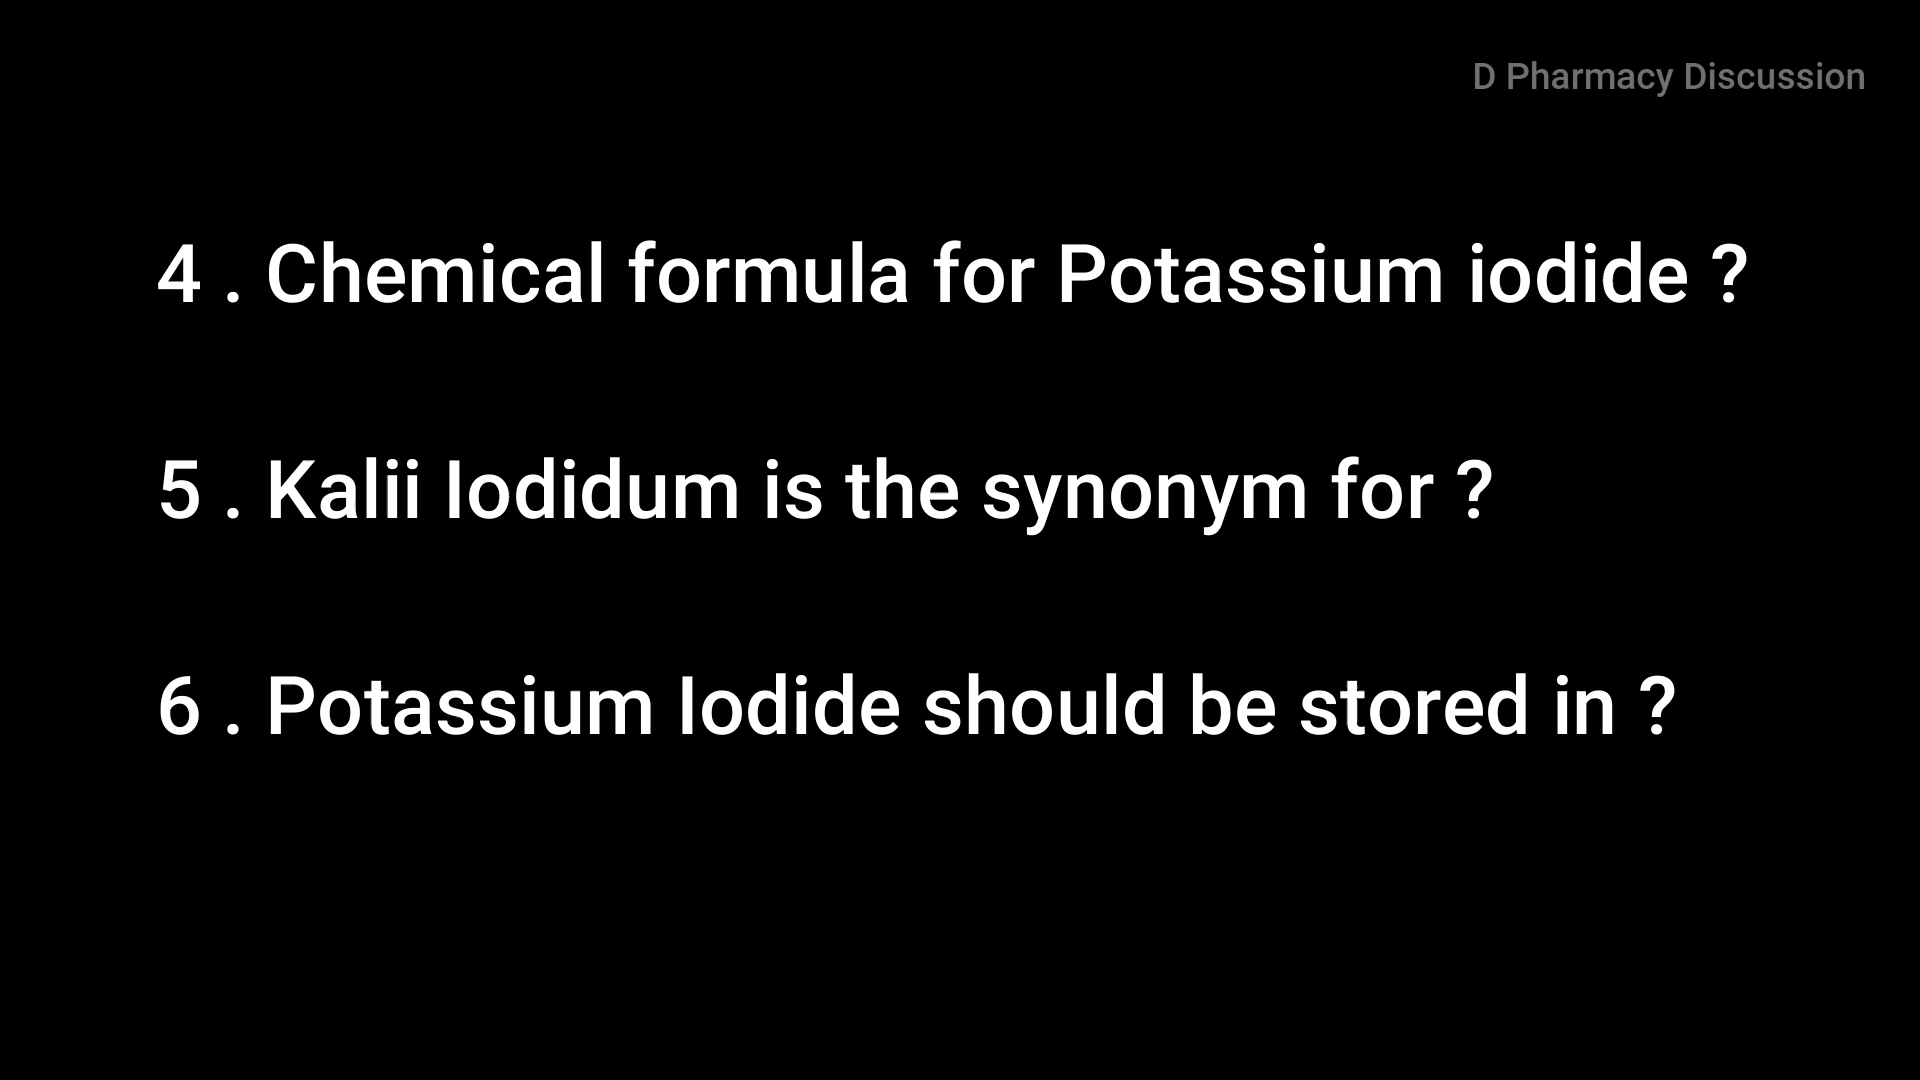 D Pharmacy Discussion
4 . Chemical formula for Potassium iodide ?
5 . Kalii Iodidum is the synonym for ?
6 . Potassium Iodide should be stored in ?